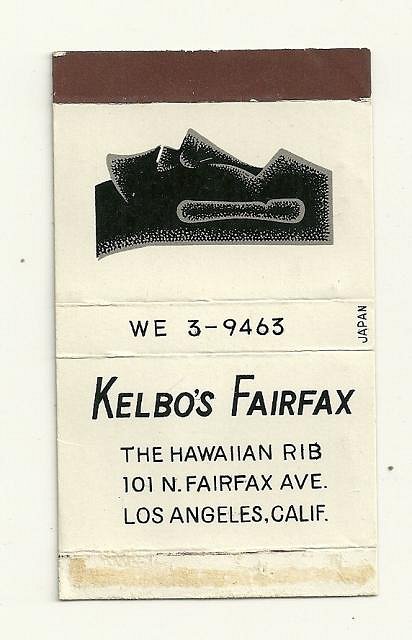 WE 3-9463
JAPAN
KELBO'S FAIRFAX
THE HAWAIIAN RIB
101 N. FAIRFAX AVE.
LOS ANGELES, CALIF.